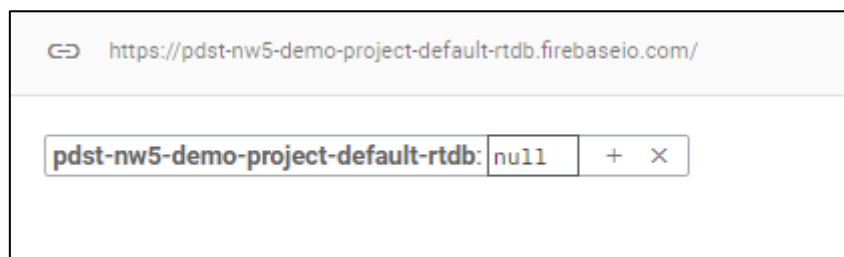 https://pdst-nw5-demo-project-default-rtdb.firebaseio.com/
pdst-nw5-demo-project-default-rtdb: null + ×